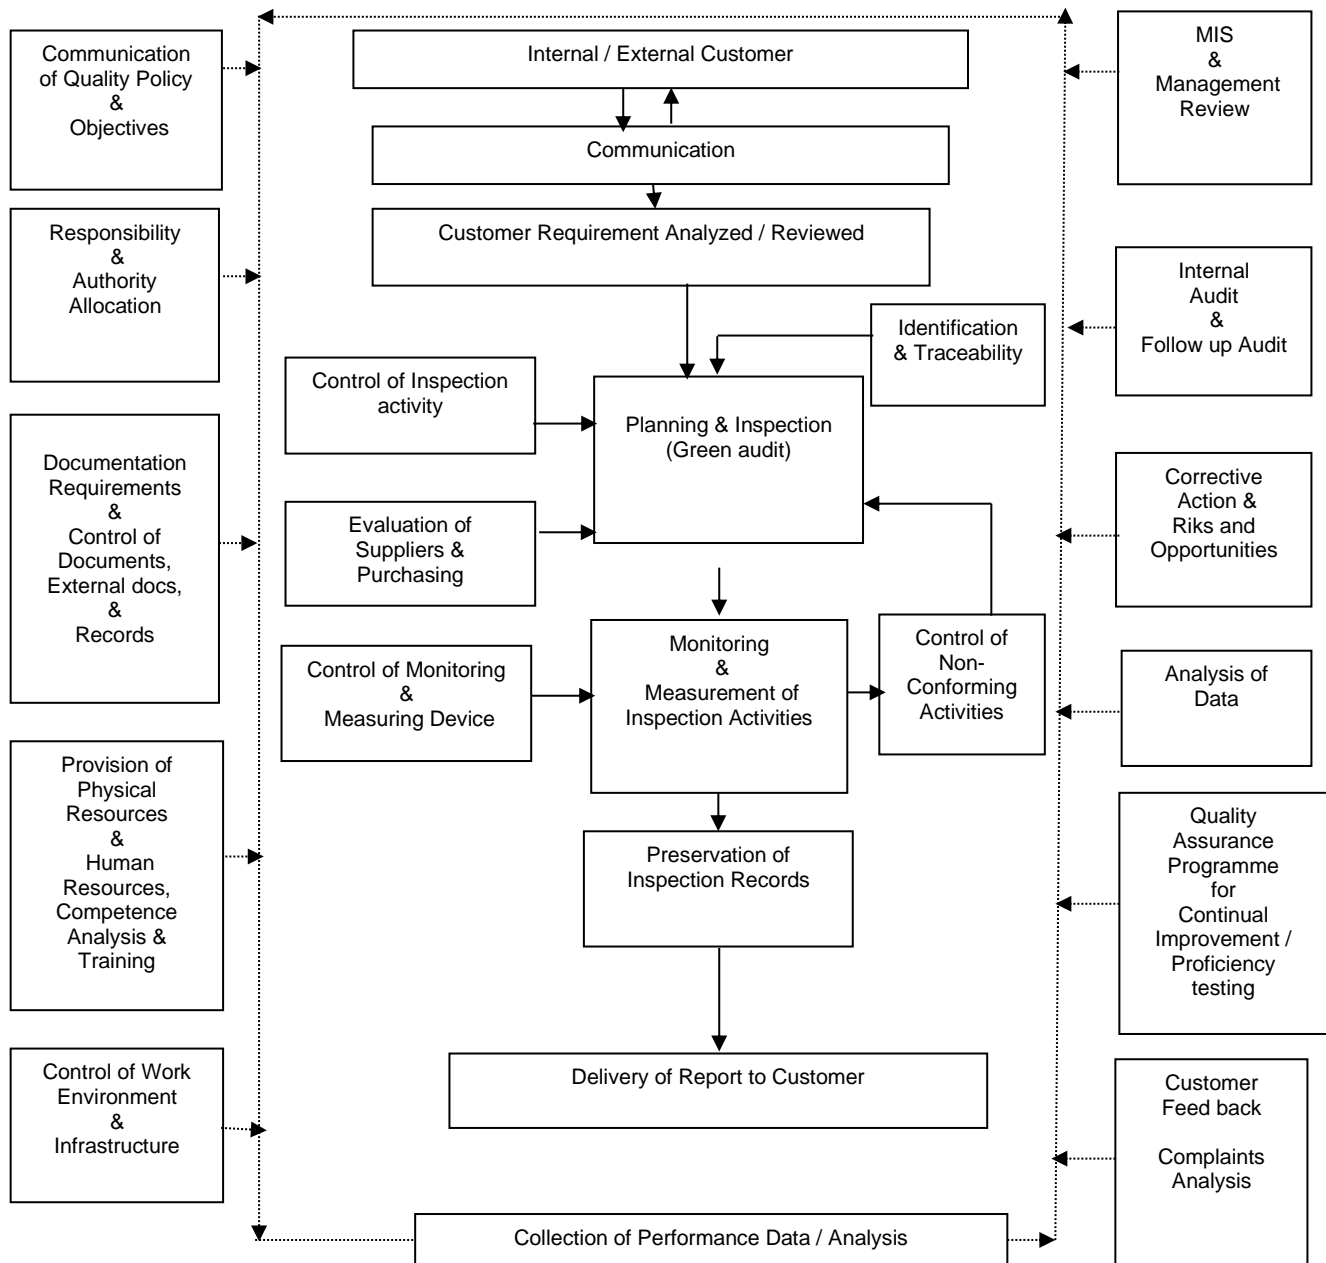 Communication
of Quality Policy
&
Objectives
Responsibility
&
Authority
Allocation
Documentation
Requirements
&
Control of
Documents,
External docs,
&
Records
Provision of
Physical
Resources
&
Human
Resources,
Competence
Analysis &
Training
Control of Work
Environment
&
Infrastructure
Internal / External Customer
Communication
Customer Requirement Analyzed / Reviewed
Identification
& Traceability
Control of Inspection
activity
Planning & Inspection
(Green audit)
Evaluation of
Suppliers &
Purchasing
Monitoring
&
Measurement of
Inspection Activities
Control of Monitoring
&
Measuring Device
Control of
Non-
Conforming
Activities
Preservation of
Inspection Records
Delivery of Report to Customer
Collection of Performance Data / Analysis
MIS
&
Management
Review
Internal
Audit
&
Follow up Audit
Corrective
Action &
Riks and
Opportunities
Analysis of
Data
Quality
Assurance
Programme
for
Continual
Improvement /
Proficiency
testing
Customer
Feed back
Complaints
Analysis